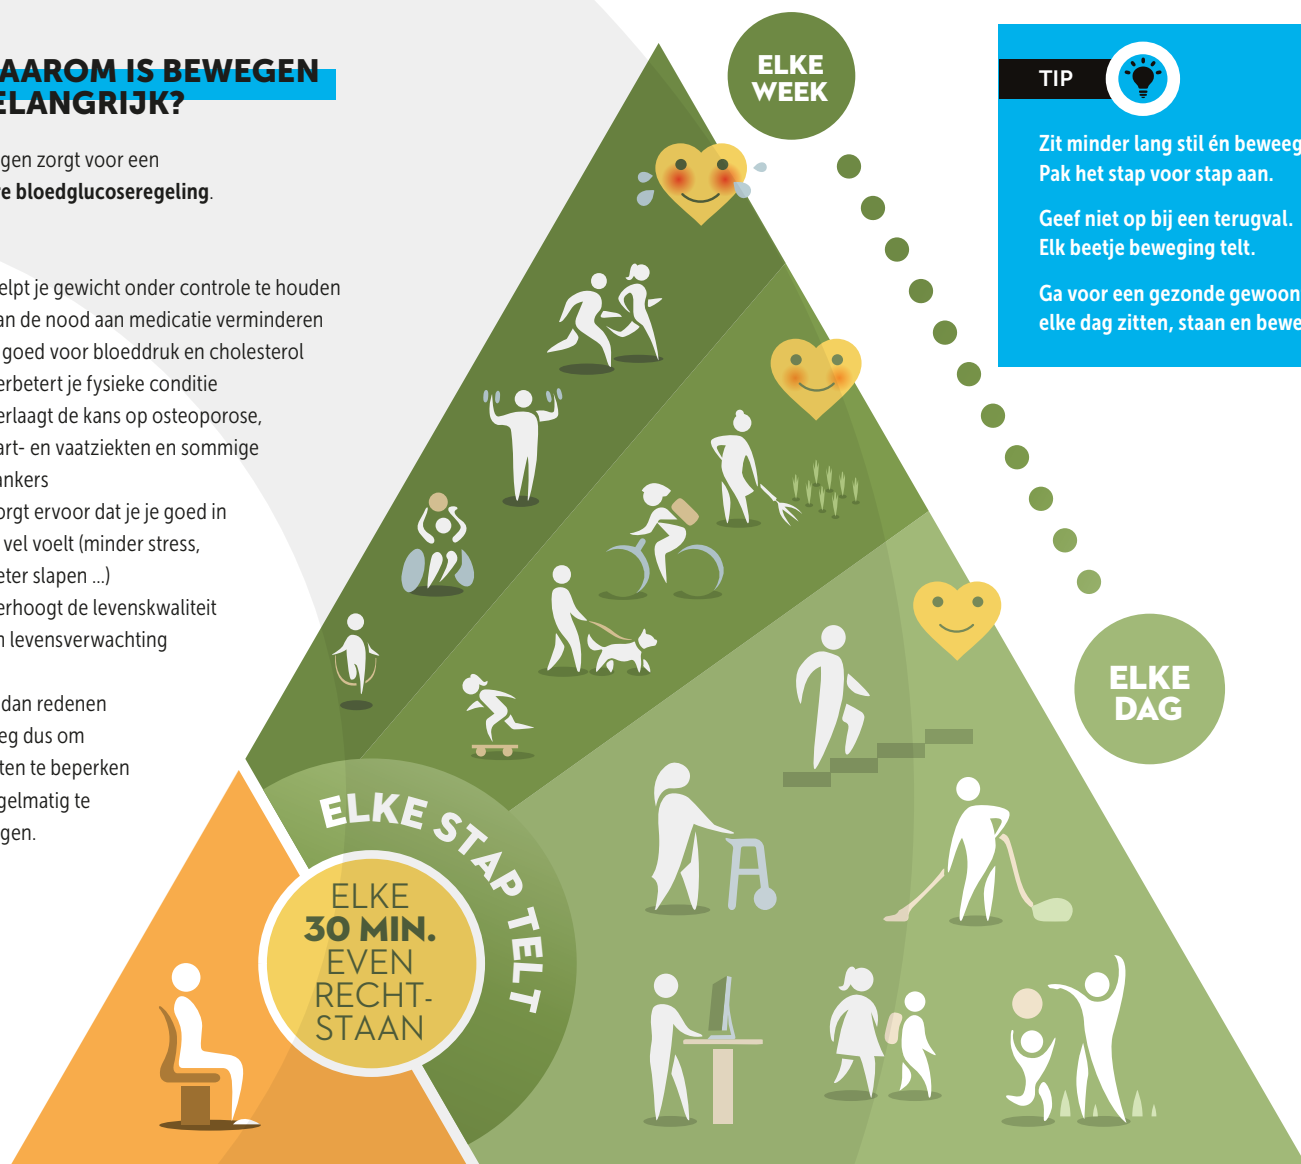 AAROM IS BEWEGEN
ELANGRIJK?
gen zorgt voor een
re bloedglucoseregeling.
elpt je gewicht onder controle te houden
an de nood aan medicatie verminderen
goed voor bloeddruk en cholesterol
erbetert je fysieke conditie
erlaagt de kans op osteoporose,
art- en vaatziekten en sommige
ankers
orgt ervoor dat je je goed in
vel voelt (minder stress,
eter slapen ...)
erhoogt de levenskwaliteit
n levensverwachting
dan redenen
eg dus om
ten te beperken
gelmatig te
gen.
ELKE
WEEK
TIP
Zit minder lang stil én beweeg
Pak het stap voor stap aan.
Geef niet op bij een terugval.
Elk beetje beweging telt.
Ga voor een gezonde gewoon
elke dag zitten, staan en bewe
ELKE
DAG
ELKE STAP TELT
ELKE
30 MIN.
EVEN
RECHT-
STAAN